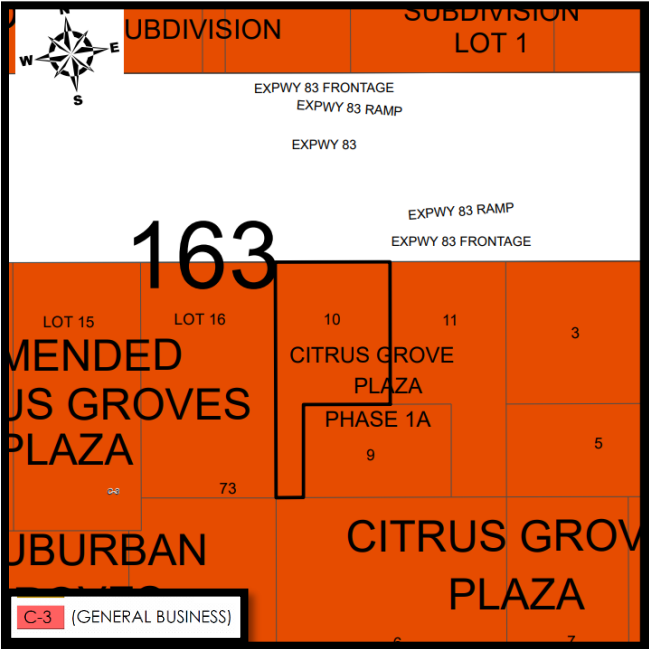 N
W E
S
UBDIVISION
SUBDIVISION
LOT 1
EXPWY 83 FRONTAGE
EXPWY 83 RAMP
EXPWY 83
EXPWY 83 RAMP
EXPWY 83 FRONTAGE
163
LOT 15
LOT 16
10
11
3
MENDED
US GROVES
PLAZA
CITRUS GROVE
PLAZA
PHASE 1A
9
5
73
UBURBAN
CITRUS GROV
PLAZA
6
7
C-3 (GENERAL BUSINESS)